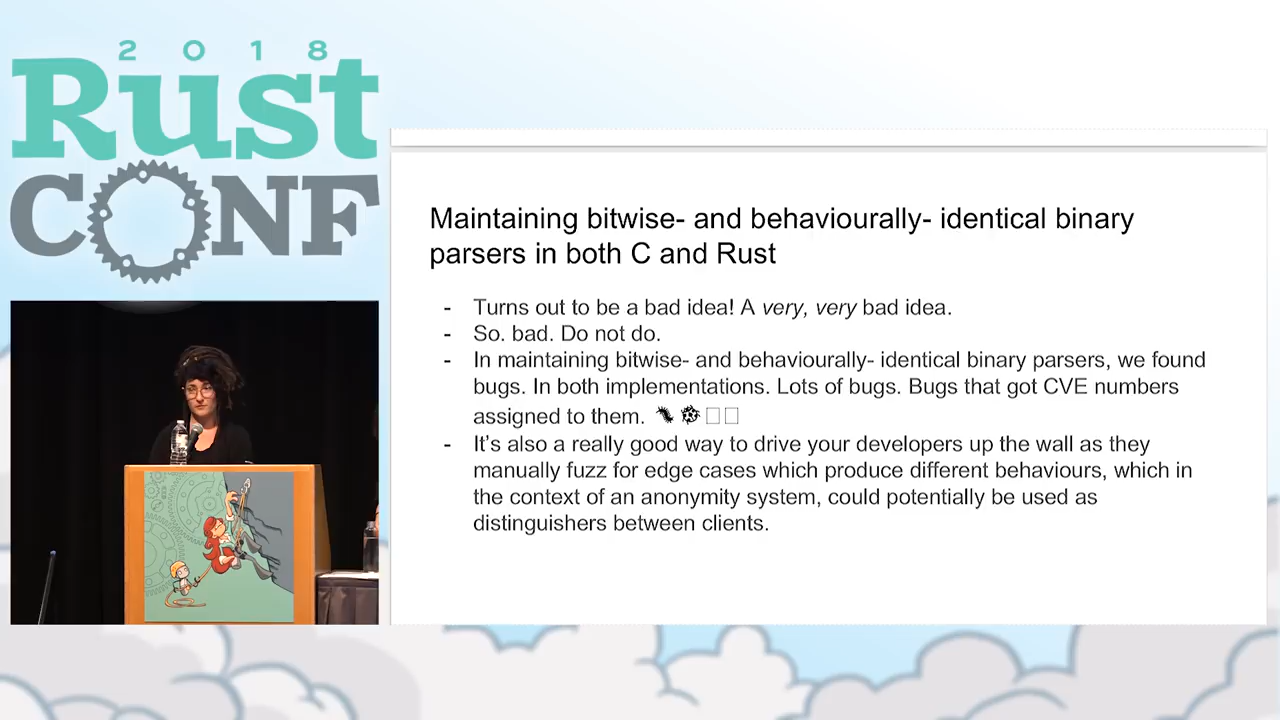 2018
Rust
CONF
Maintaining bitwise- and behaviourally- identical binary
parsers in both C and Rust
- Turns out to be a bad idea! A very, very bad idea.
- So. bad. Do not do.
- In maintaining bitwise- and behaviourally- identical binary parsers, we found
bugs. In both implementations. Lots of bugs. Bugs that got CVE numbers
assigned to them.
- It's also a really good way to drive your developers up the wall as they
manually fuzz for edge cases which produce different behaviours, which in
the context of an anonymity system, could potentially be used as
distinguishers between clients.